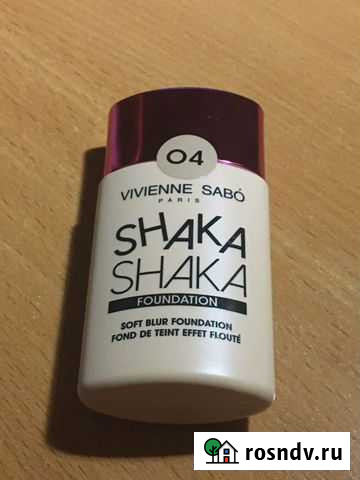 04
VIVIENNE SABÓ
PARIS
SHAKA
SHAKA
FOUNDATION
SOFT BLUR FOUNDATION
FOND DE TEINT EFFET FLOUTÉ
rosndv.ru